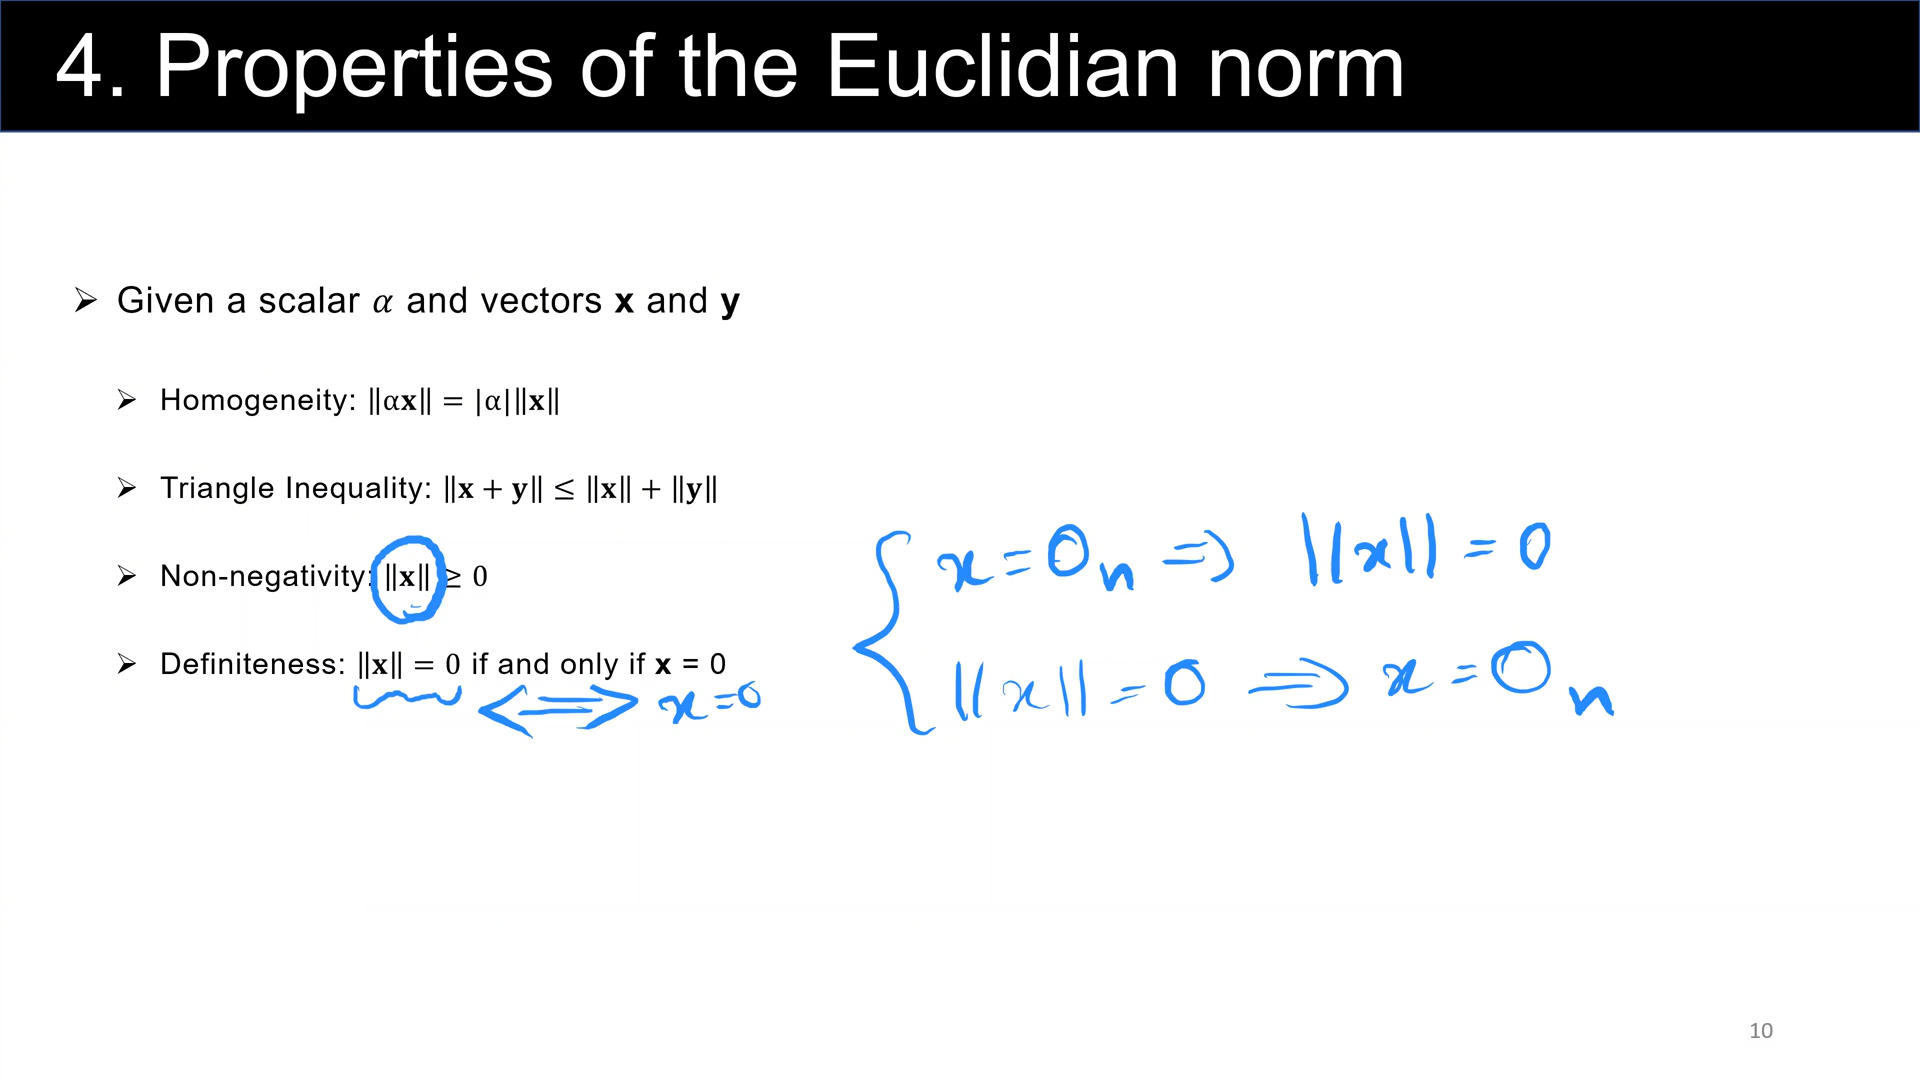 4. Properties of the Euclidian norm
➢ Given a scalar α and vectors x and y
➢ Homogeneity: ‖αx‖ = |α|‖x‖
➢ Triangle Inequality: ‖x + y‖ ≤ ‖x‖ + ‖y‖
x = 0ₙ ⇒ ||x|| = 0
➢ Non-negativity: ‖x‖ ≥ 0
➢ Definiteness: ‖x‖ = 0 if and only if x = 0
||x|| = 0 ⇒ x = 0ₙ
⇔ x = 0
10